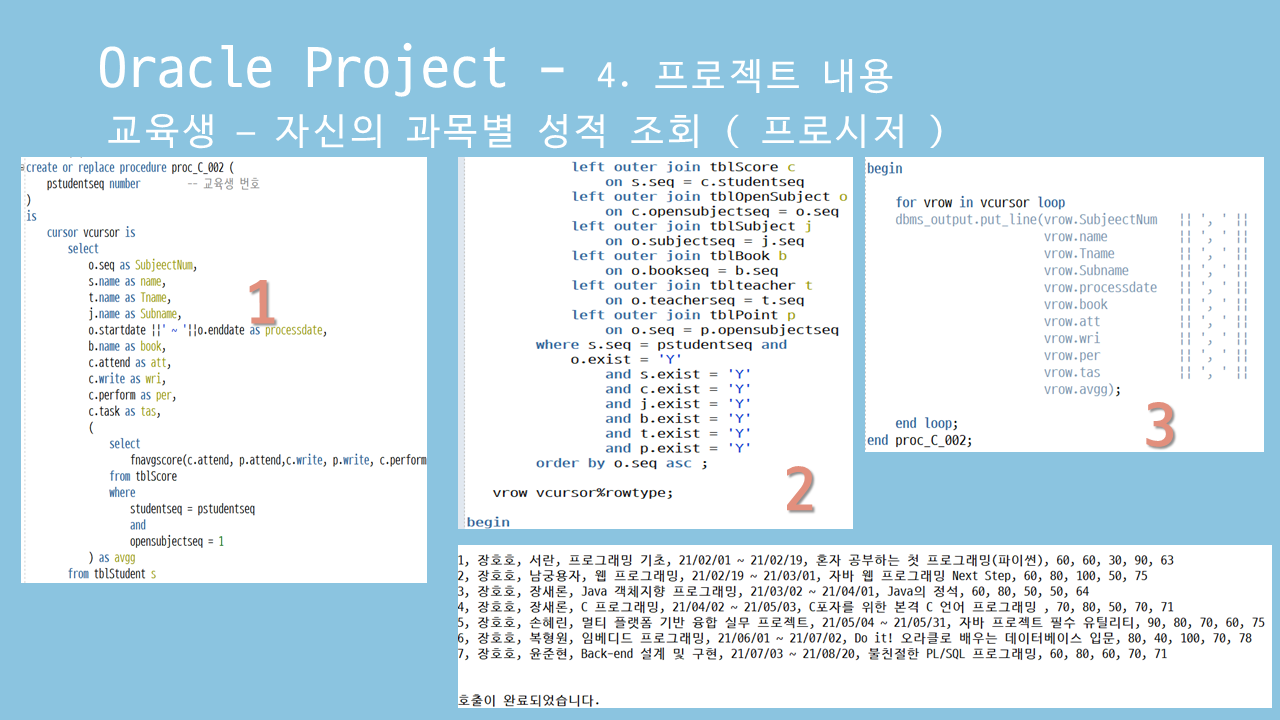 Oracle Project - 4. 프로젝트 내용
교육생 – 자신의 과목별 성적 조회 ( 프로시저 )
create or replace procedure proc_C_002 (
pstudentseq number -- 교육생 번호
)
is
cursor vcursor is
select
o.seq as SubjeectNum,
s.name as name,
t.name as Tname,
j.name as Subname,
o.startdate ||' ~ '||o.enddate as processdate,
b.name as book,
c.attend as att,
c.write as wri,
c.perform as per,
c.task as tas,
(
select
fnavgscore(c.attend, p.attend,c.write, p.write, c.perform
from tblScore
where
studentseq = pstudentseq
and
opensubjectseq = 1
) as avgg
from tblStudent s
1
left outer join tblScore c
on s.seq = c.studentseq
left outer join tblOpenSubject o
on c.opensubjectseq = o.seq
left outer join tblSubject j
on o.subjectseq = j.seq
left outer join tblBook b
on o.bookseq = b.seq
left outer join tblteacher t
on o.teacherseq = t.seq
left outer join tblPoint p
on o.seq = p.opensubjectseq
where s.seq = pstudentseq and
o.exist = 'Y'
and s.exist = 'Y'
and c.exist = 'Y'
and j.exist = 'Y'
and b.exist = 'Y'
and t.exist = 'Y'
and p.exist = 'Y'
order by o.seq asc ;
vrow vcursor%rowtype;
begin
2
begin
for vrow in vcursor loop
dbms_output.put_line(vrow.SubjeectNum || ', ' ||
vrow.name || ', ' ||
vrow.Tname || ', ' ||
vrow.Subname || ', ' ||
vrow.processdate || ', ' ||
vrow.book || ', ' ||
vrow.att || ', ' ||
vrow.wri || ', ' ||
vrow.per || ', ' ||
vrow.tas || ', ' ||
vrow.avgg);
end loop;
end proc_C_002;
3
1, 장호호, 서란, 프로그래밍 기초, 21/02/01 ~ 21/02/19, 혼자 공부하는 첫 프로그래밍(파이썬), 60, 60, 30, 90, 63
2, 장호호, 남궁용자, 웹 프로그래밍, 21/02/19 ~ 21/03/01, 자바 웹 프로그래밍 Next Step, 60, 80, 100, 50, 75
3, 장호호, 장새론, Java 객체지향 프로그래밍, 21/03/02 ~ 21/04/01, Java의 정석, 60, 80, 50, 50, 64
4, 장호호, 장새론, C 프로그래밍, 21/04/02 ~ 21/05/03, C포자를 위한 본격 C 언어 프로그래밍 , 70, 80, 50, 70, 71
5, 장호호, 손혜린, 멀티 플랫폼 기반 융합 실무 프로젝트, 21/05/04 ~ 21/05/31, 자바 프로젝트 필수 유틸리티, 90, 80, 70, 60, 75
6, 장호호, 복형원, 임베디드 프로그래밍, 21/06/01 ~ 21/07/02, Do it! 오라클로 배우는 데이터베이스 입문, 80, 40, 100, 70, 78
7, 장호호, 윤준현, Back-end 설계 및 구현, 21/07/03 ~ 21/08/20, 불친절한 PL/SQL 프로그래밍, 60, 80, 60, 70, 71
호출이 완료되었습니다.